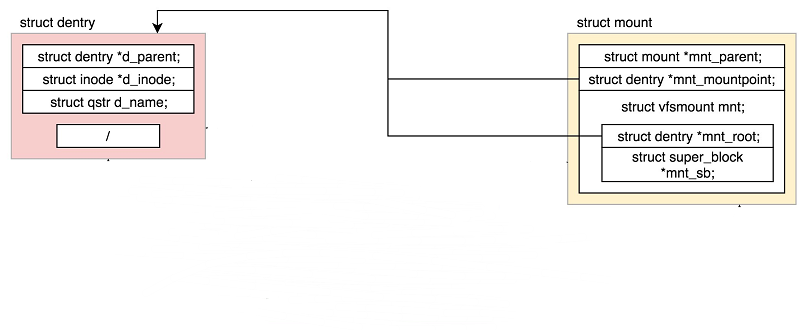 struct dentry
struct dentry *d_parent;
struct inode *d_inode;
struct qstr d_name;
/
struct mount
struct mount *mnt_parent;
struct dentry *mnt_mountpoint;
struct vfsmount mnt;
struct dentry *mnt_root;
struct super_block
*mnt_sb;